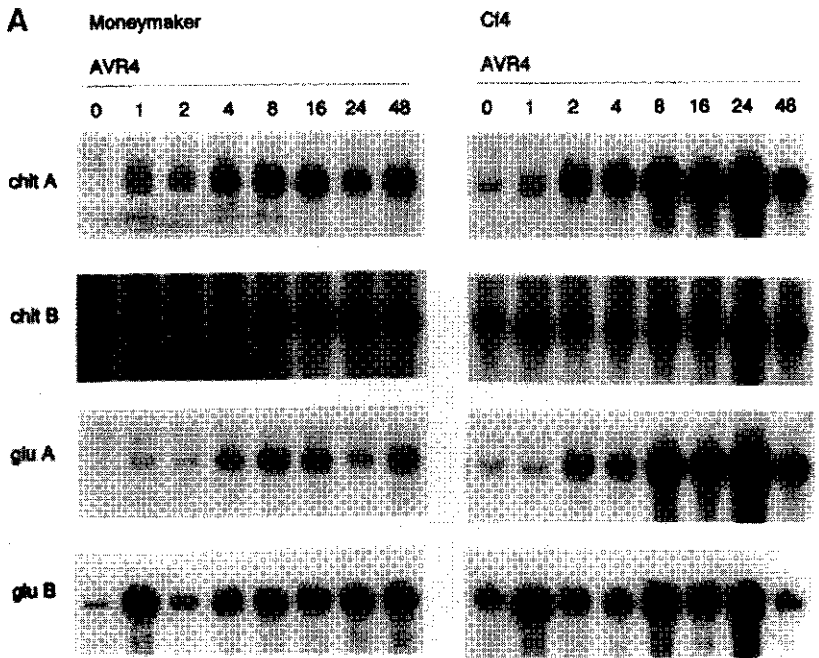 A
Moneymaker Cf4
AVR4 AVR4
0 1 2 4 8 16 24 48 0 1 2 4 8 16 24 48
chit A
chit B
glu A
glu B